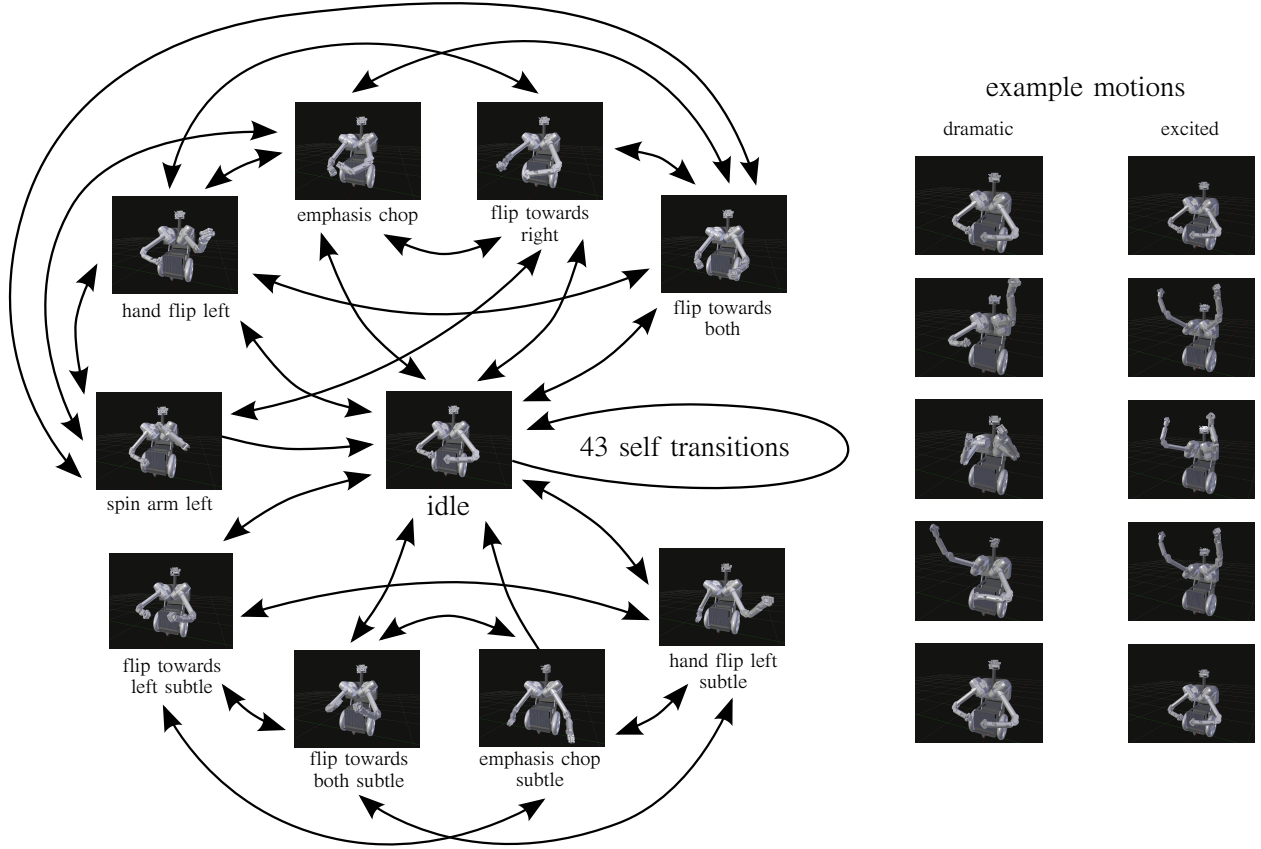 example motions
dramatic
excited
emphasis chop
flip towards
right
hand flip left
flip towards
both
43 self transitions
spin arm left
idle
flip towards
left subtle
hand flip left
subtle
flip towards
both subtle
emphasis chop
subtle